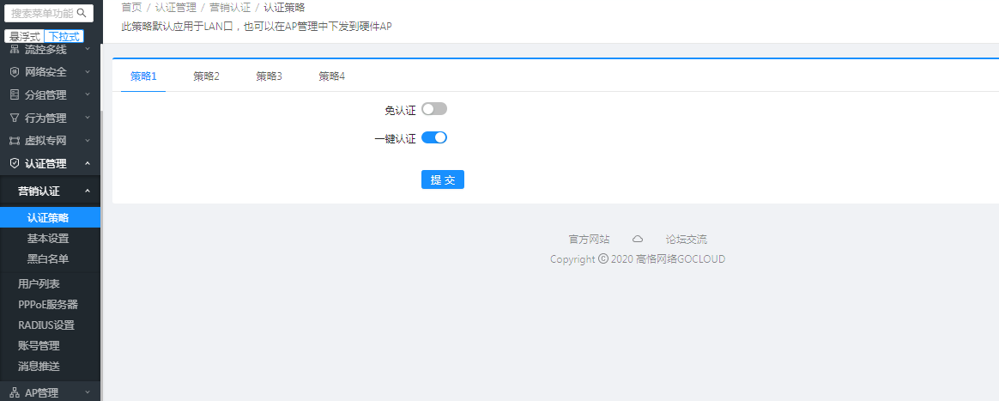 搜索菜单功能
悬浮式 下拉式
流控多线
网络安全
分组管理
行为管理
虚拟专网
认证管理
营销认证
认证策略
基本设置
黑白名单
用户列表
PPPoE服务器
RADIUS设置
账号管理
消息推送
AP管理
首页 / 认证管理 / 营销认证 / 认证策略
此策略默认应用于LAN口，也可以在AP管理中下发到硬件AP
策略1 策略2 策略3 策略4
免认证
一键认证
提 交
官方网站 论坛交流
Copyright © 2020 高恪网络GOCLOUD